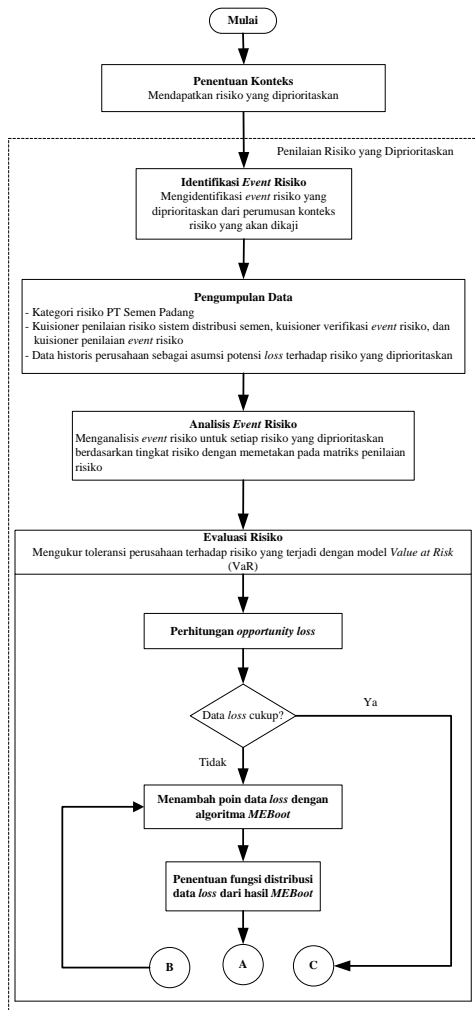 Mulai
Penentuan Konteks
Mendapatkan risiko yang diprioritaskan
Penilaian Risiko yang Diprioritaskan
Identifikasi Event Risiko
Mengidentifikasi event risiko yang
diprioritaskan dari perumusan konteks
risiko yang akan dikaji
Pengumpulan Data
- Kategori risiko PT Semen Padang
- Kuisioner penilaian risiko sistem distribusi semen, kuisioner verifikasi event risiko, dan
kuisioner penilaian event risiko
- Data historis perusahaan sebagai asumsi potensi loss terhadap risiko yang diprioritaskan
Analisis Event Risiko
Menganalisis event risiko untuk setiap risiko yang diprioritaskan
berdasarkan tingkat risiko dengan memetakan pada matriks penilaian
risiko
Evaluasi Risiko
Mengukur toleransi perusahaan terhadap risiko yang terjadi dengan model Value at Risk
(VaR)
Perhitungan opportunity loss
Data loss cukup?
Ya
Tidak
Menambah poin data loss dengan
algoritma MEBoot
Penentuan fungsi distribusi
data loss dari hasil MEBoot
B
A
C